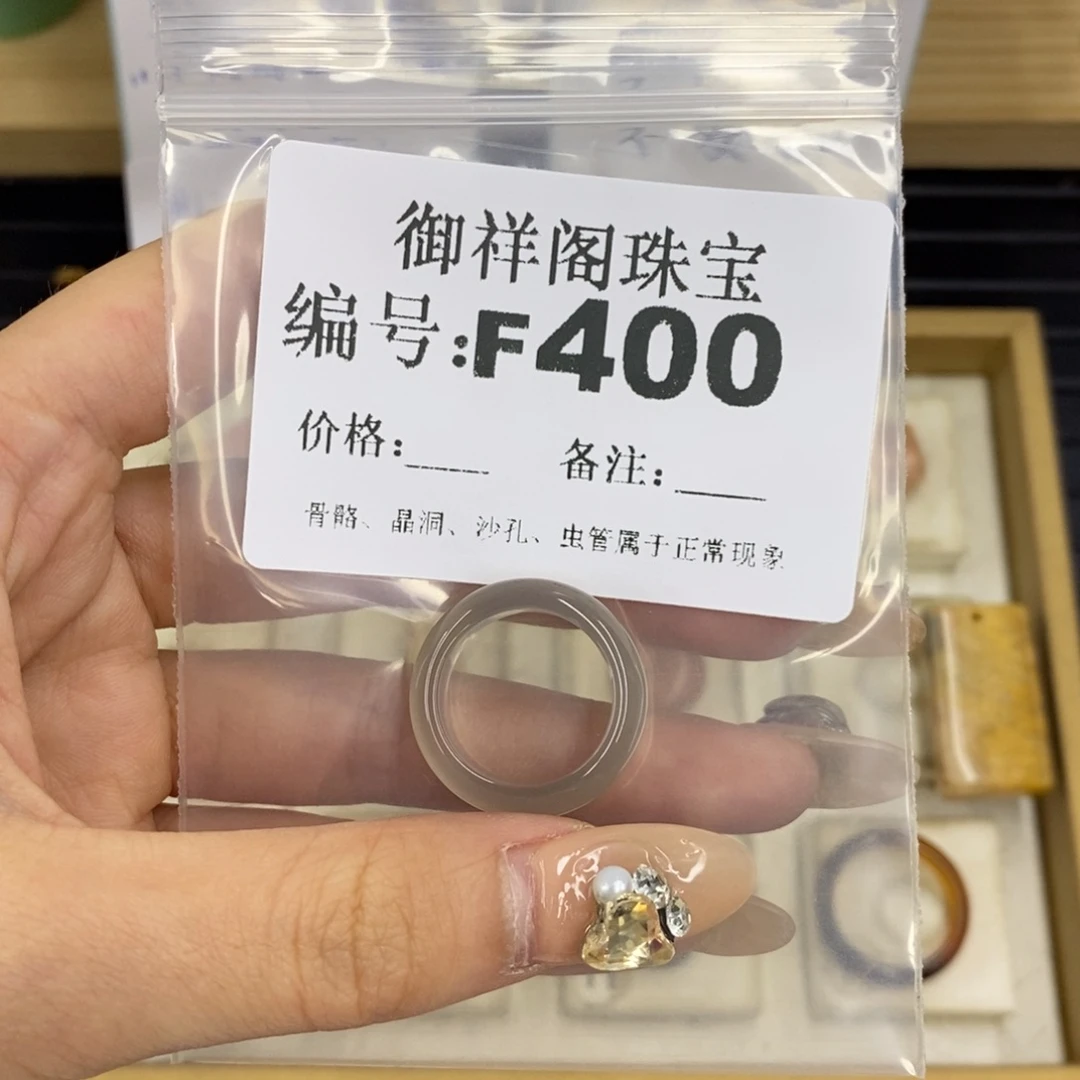 御祥阁珠宝
编号:F400
价格:____ 备注:____
骨骼、晶洞、沙孔、虫管属于正常现象